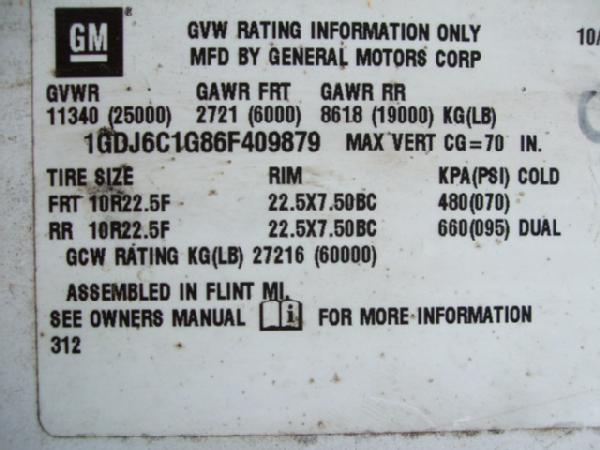 GM ®
GVW RATING INFORMATION ONLY
MFD BY GENERAL MOTORS CORP
10/
GVWR GAWR FRT GAWR RR
11340 (25000) 2721 (6000) 8618 (19000) KG(LB)
1GDJ6C1G86F409879 MAX VERT CG=70 IN.
TIRE SIZE RIM KPA(PSI) COLD
FRT 10R22.5F 22.5X7.50BC 480(070)
RR 10R22.5F 22.5X7.50BC 660(095) DUAL
GCW RATING KG(LB) 27216 (60000)
ASSEMBLED IN FLINT MI.
SEE OWNERS MANUAL i FOR MORE INFORMATION
312